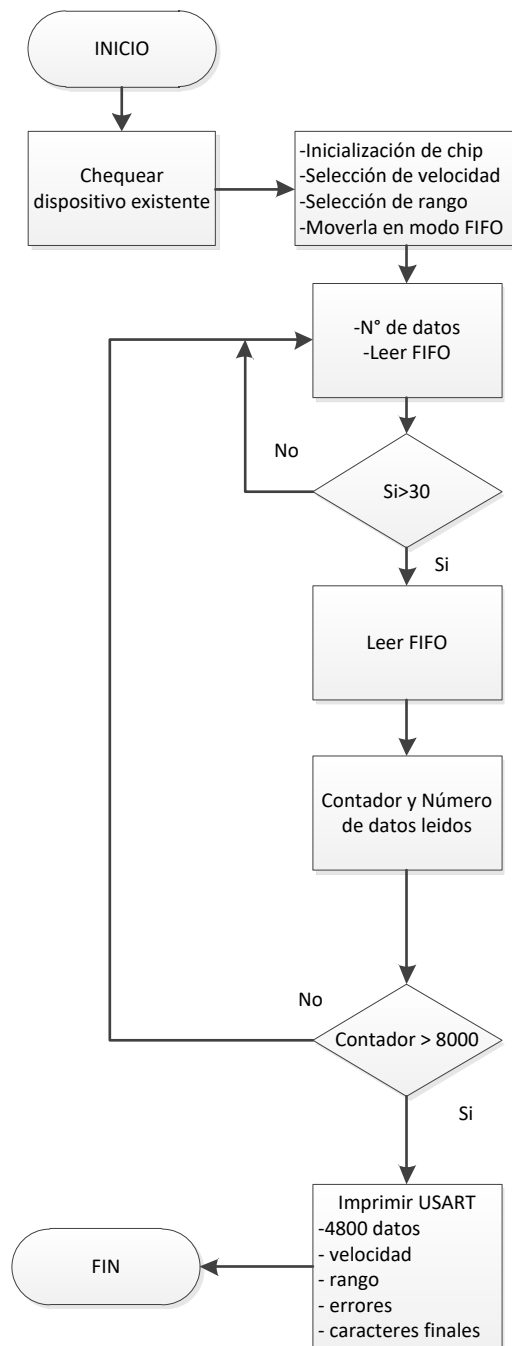 INICIO
Chequear
dispositivo existente
-Inicialización de chip
-Selección de velocidad
-Selección de rango
-Moverla en modo FIFO
-N° de datos
-Leer FIFO
No
Si>30
Si
Leer FIFO
Contador y Número
de datos leidos
No
Contador > 8000
Si
Imprimir USART
-4800 datos
- velocidad
- rango
- errores
- caracteres finales
FIN